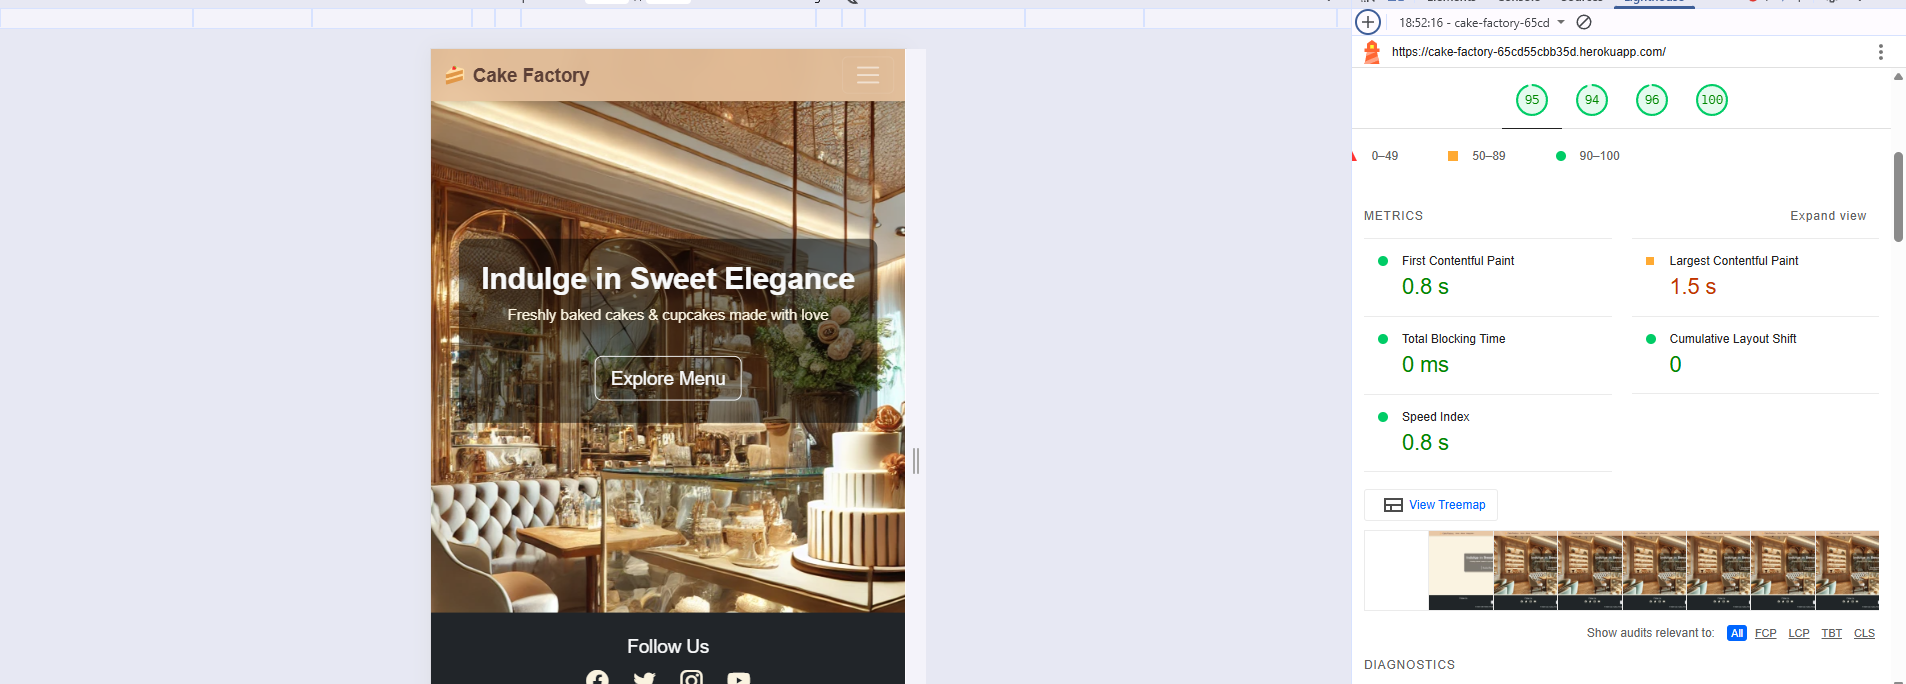 18:52:16 - cake-factory-65cd
https://cake-factory-65cd55cbb35d.herokuapp.com/
Cake Factory
Indulge in Sweet Elegance
Freshly baked cakes & cupcakes made with love
Explore Menu
Follow Us
95 94 96 100
0–49 50–89 90–100
METRICS Expand view
First Contentful Paint
0.8 s
Largest Contentful Paint
1.5 s
Total Blocking Time
0 ms
Cumulative Layout Shift
0
Speed Index
0.8 s
View Treemap
Show audits relevant to: All FCP LCP TBT CLS
DIAGNOSTICS